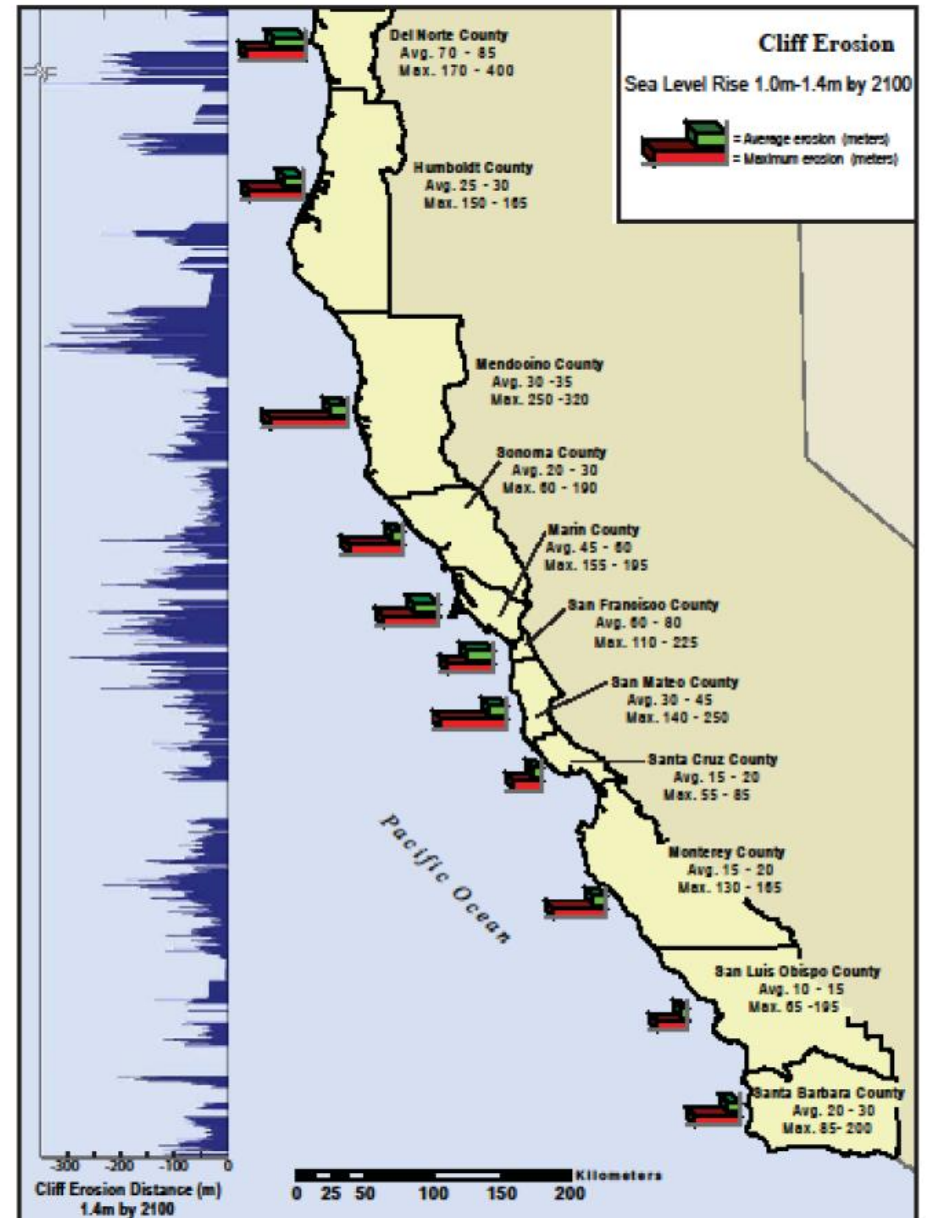 Cliff Erosion
Sea Level Rise 1.0m-1.4m by 2100
= Average erosion (meters)
= Maximum erosion (meters)
Del Norte County
Avg. 70 - 85
Max. 170 - 400
Humboldt County
Avg. 25 - 30
Max. 150 - 165
Mendocino County
Avg. 30 -35
Max. 250 -320
Sonoma County
Avg. 20 - 30
Max. 60 - 190
Marin County
Avg. 45 - 60
Max. 155 - 195
San Fransisoo County
Avg. 60 - 80
Max. 110 - 225
San Mateo County
Avg. 30 - 45
Max. 140 - 250
Santa Cruz County
Avg. 15 - 20
Max. 55 - 85
Pacific Ocean
Monterey County
Avg. 15 - 20
Max. 130 - 165
San Luis Obispo County
Avg. 10 - 15
Max. 65 -195
Santa Barbara County
Avg. 20 - 30
Max. 85- 200
-300 -200 -100 0
Cliff Erosion Distance (m)
1.4m by 2100
Kilometers
0 25 50 100 150 200